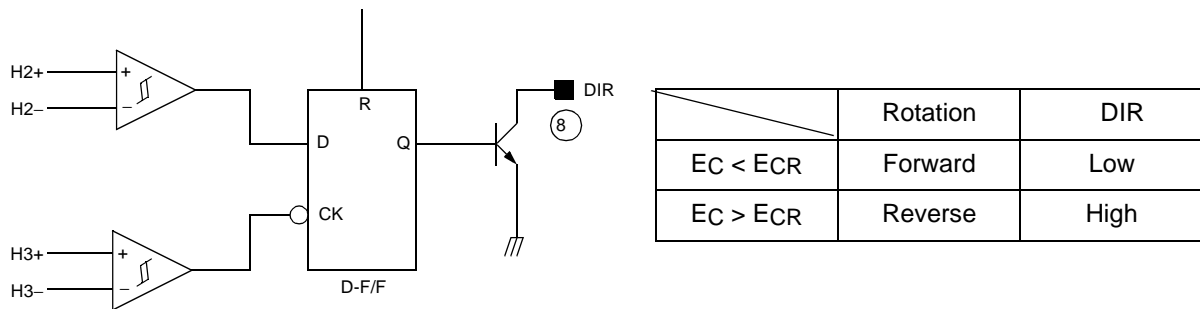 H2+
H2−
+
−
R
D
Q
CK
DIR
8
H3+
H3−
+
−
D-F/F
Rotation DIR
EC < ECR Forward Low
EC > ECR Reverse High